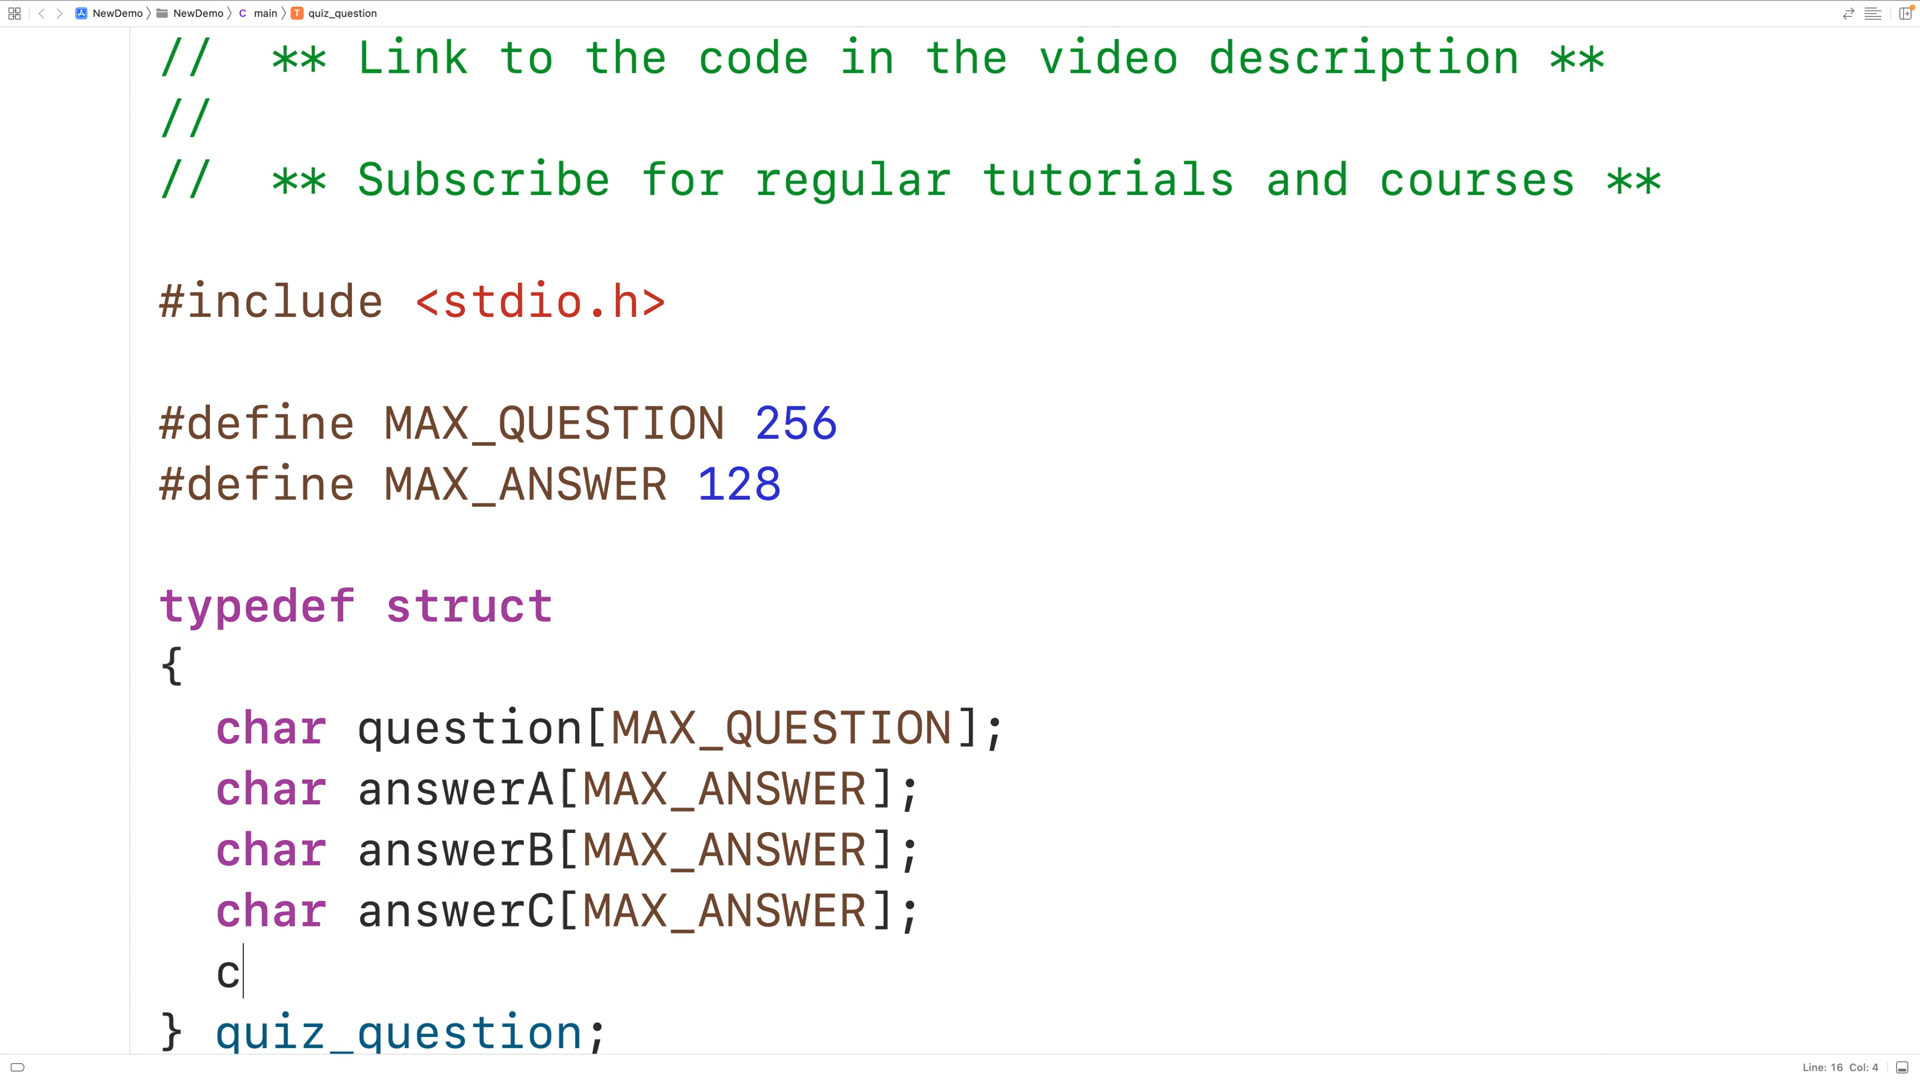 NewDemo NewDemo C main T quiz_question
// ** Link to the code in the video description **
//
// ** Subscribe for regular tutorials and courses **
#include <stdio.h>
#define MAX_QUESTION 256
#define MAX_ANSWER 128
typedef struct
{
char question[MAX_QUESTION];
char answerA[MAX_ANSWER];
char answerB[MAX_ANSWER];
char answerC[MAX_ANSWER];
c
} quiz_question;
Line: 16 Col: 4